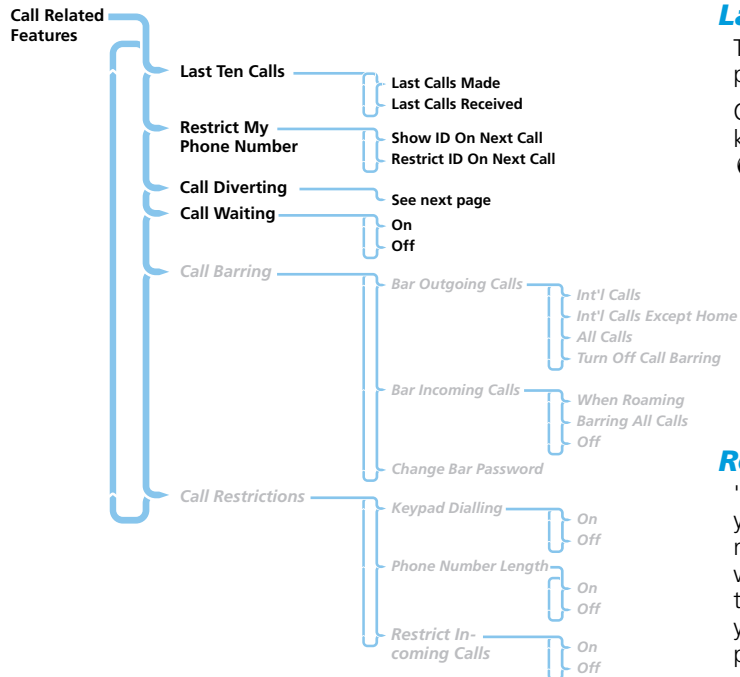 Call Related
Features
Last Ten Calls
Last Calls Made
Last Calls Received
Restrict My
Phone Number
Show ID On Next Call
Restrict ID On Next Call
Call Diverting
See next page
Call Waiting
On
Off
Call Barring
Bar Outgoing Calls
Int'l Calls
Int'l Calls Except Home
All Calls
Turn Off Call Barring
Bar Incoming Calls
When Roaming
Barring All Calls
Off
Change Bar Password
Call Restrictions
Keypad Dialling
On
Off
Phone Number Length
On
Off
Restrict In-
coming Calls
On
Off